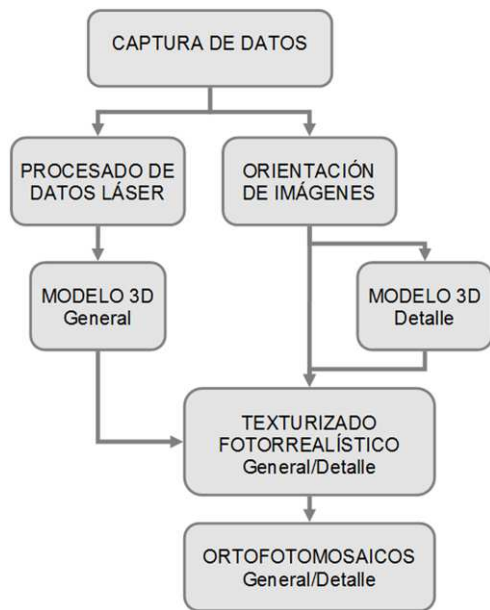 CAPTURA DE DATOS
PROCESADO DE
DATOS LÁSER
ORIENTACIÓN
DE IMÁGENES
MODELO 3D
General
MODELO 3D
Detalle
TEXTURIZADO
FOTORREALÍSTICO
General/Detalle
ORTOFOTOMOSAICOS
General/Detalle